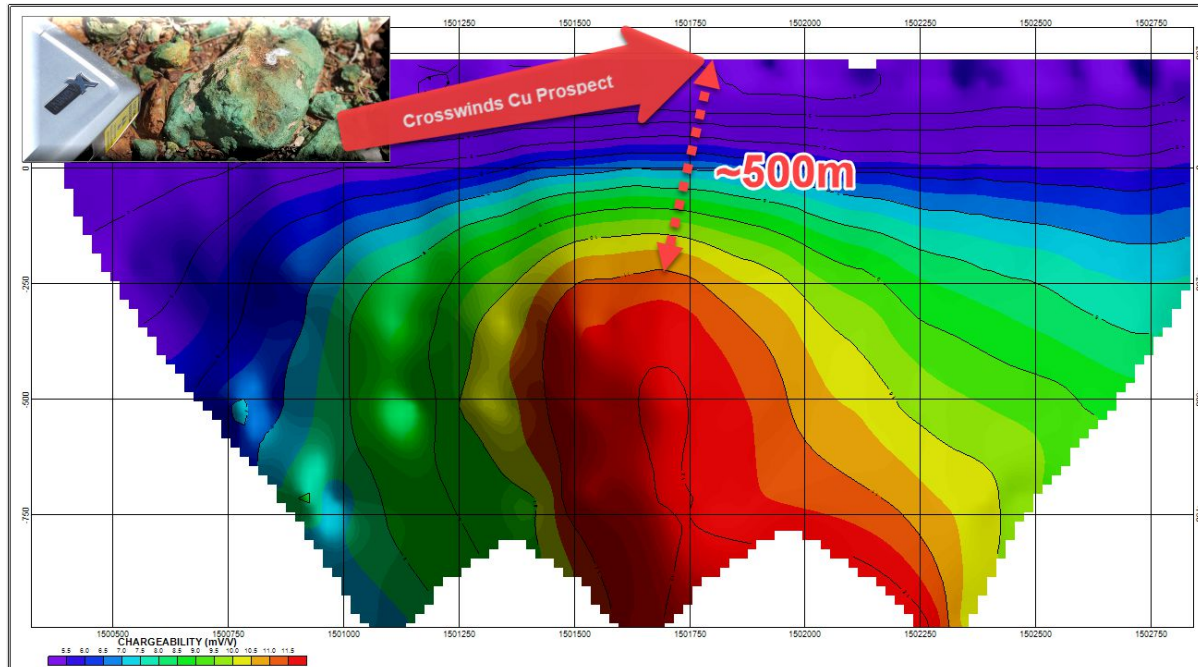 1501250 1501500 1501750 1502000 1502250 1502500 1502750
Crosswinds Cu Prospect
0
~500m
-250
-500
-750
1500500 1500750 1501000 1501250 1501500 1501750 1502000 1502250 1502500 1502750
CHARGEABILITY (mV/V)
5.5 6.0 6.5 7.0 7.5 8.0 8.5 9.0 9.5 10.0 10.5 11.0 11.5